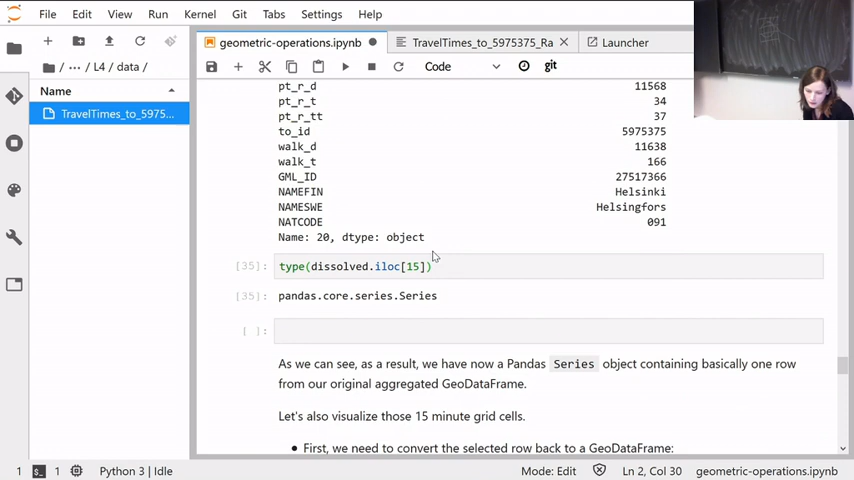 File Edit View Run Kernel Git Tabs Settings Help
geometric-operations.ipynb
TravelTimes_to_5975375_Ra
Launcher
Code
git
/ ... / L4 / data /
Name
TravelTimes_to_5975...
pt_r_d 11568
pt_r_t 34
pt_r_tt 37
to_id 5975375
walk_d 11638
walk_t 166
GML_ID 27517366
NAMEFIN Helsinki
NAMESWE Helsingfors
NATCODE 091
Name: 20, dtype: object
[35]: type(dissolved.iloc[15])
[35]: pandas.core.series.Series
[ ]:
As we can see, as a result, we have now a Pandas Series object containing basically one row
from our original aggregated GeoDataFrame.
Let's also visualize those 15 minute grid cells.
• First, we need to convert the selected row back to a GeoDataFrame:
1 1 Python 3 | Idle Mode: Edit Ln 2, Col 30 geometric-operations.ipynb